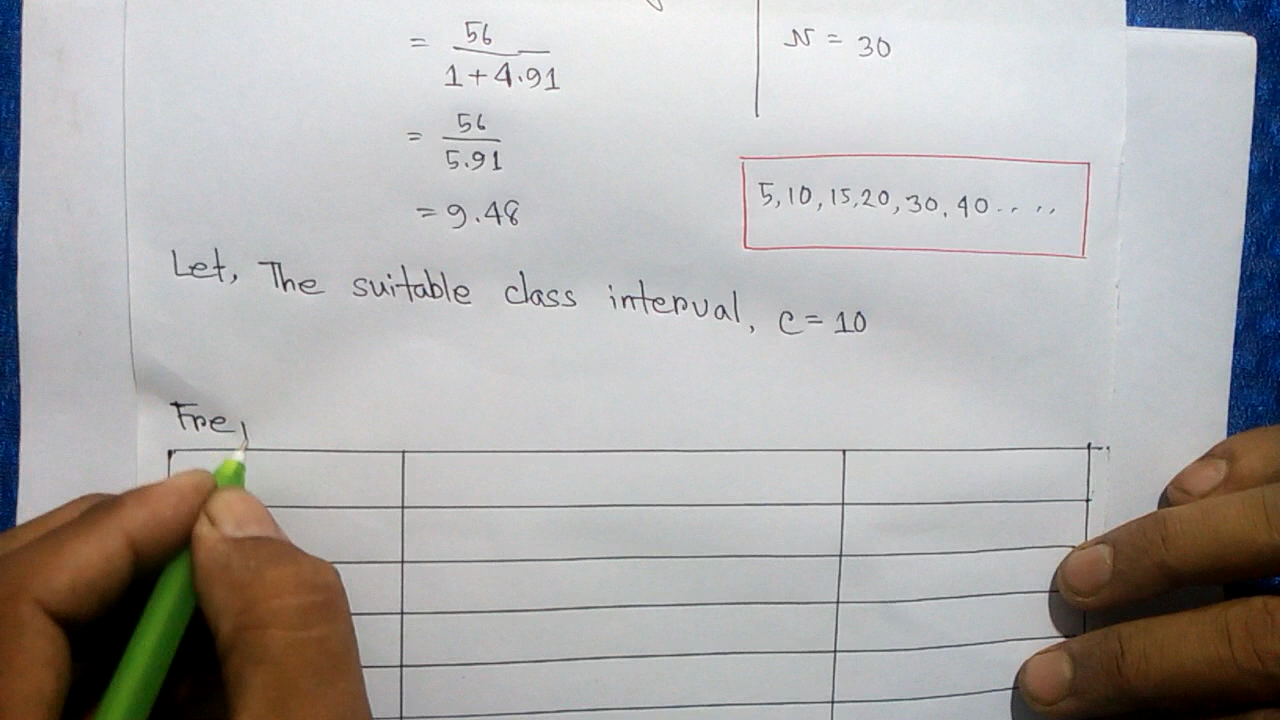 = 56 / 1 + 4.91
N = 30
= 56 / 5.91
= 9.48
5, 10, 15, 20, 30, 40 .....
Let, The suitable class interval, c = 10
Fre